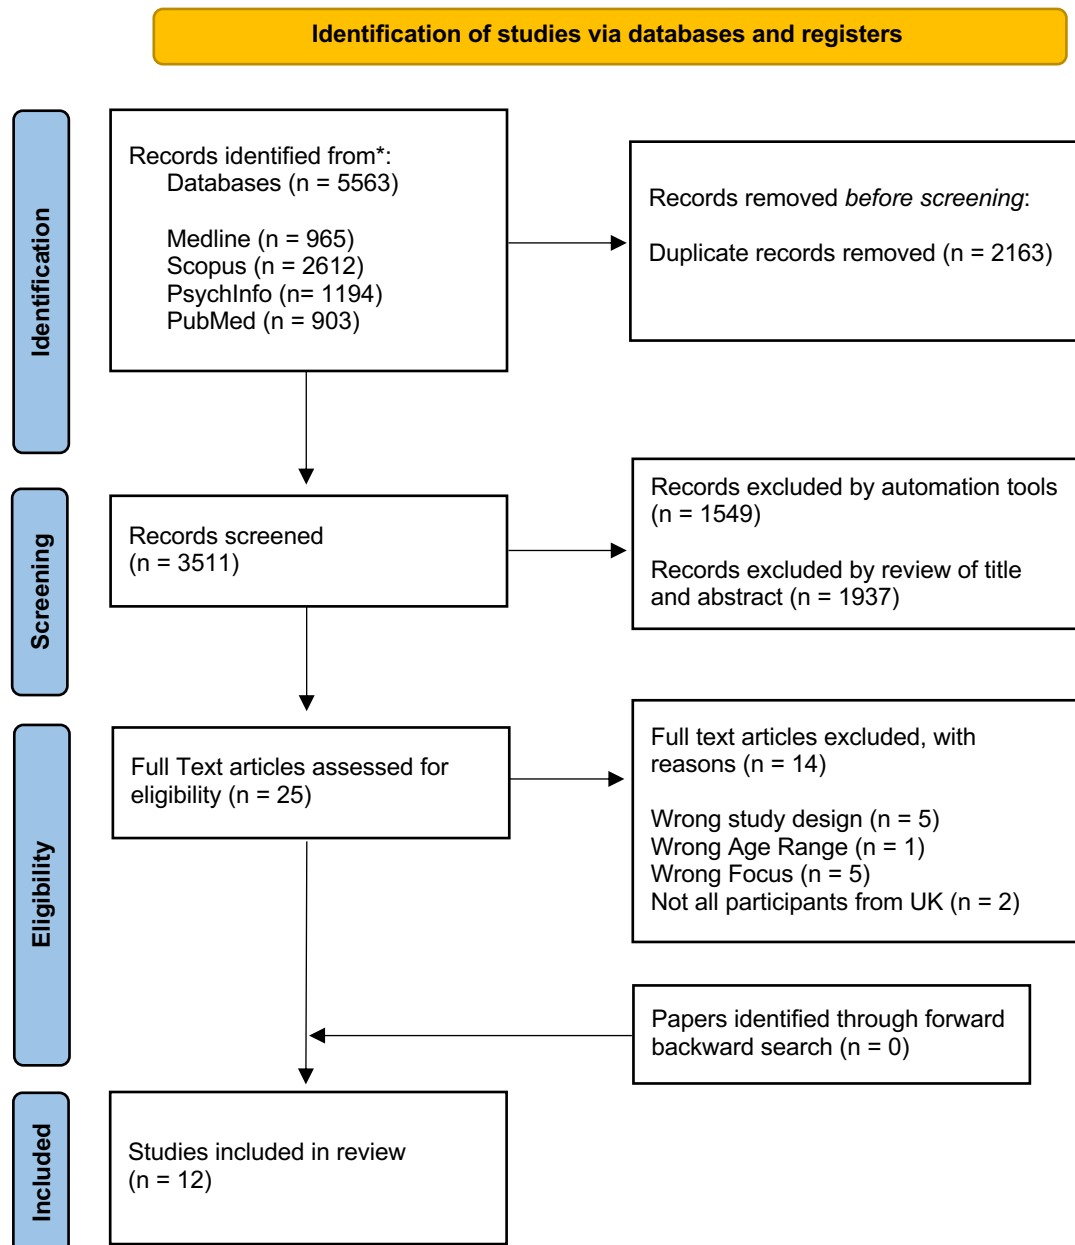 Identification of studies via databases and registers
Identification
Records identified from*:
Databases (n = 5563)
Medline (n = 965)
Scopus (n = 2612)
PsychInfo (n= 1194)
PubMed (n = 903)
Records removed before screening:
Duplicate records removed (n = 2163)
Screening
Records screened
(n = 3511)
Records excluded by automation tools
(n = 1549)
Records excluded by review of title
and abstract (n = 1937)
Eligibility
Full Text articles assessed for
eligibility (n = 25)
Full text articles excluded, with
reasons (n = 14)
Wrong study design (n = 5)
Wrong Age Range (n = 1)
Wrong Focus (n = 5)
Not all participants from UK (n = 2)
Papers identified through forward
backward search (n = 0)
Included
Studies included in review
(n = 12)